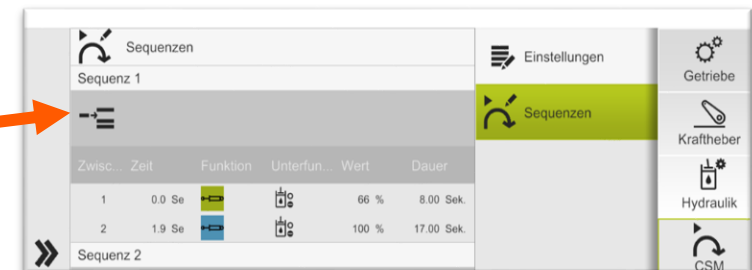 Sequenzen
Sequenz 1
Zwisc... Zeit Funktion Unterfun... Wert Dauer
1 0.0 Se 66 % 8.00 Sek.
2 1.9 Se 100 % 17.00 Sek.
Sequenz 2
Einstellungen
Sequenzen
Getriebe
Kraftheber
Hydraulik
CSM